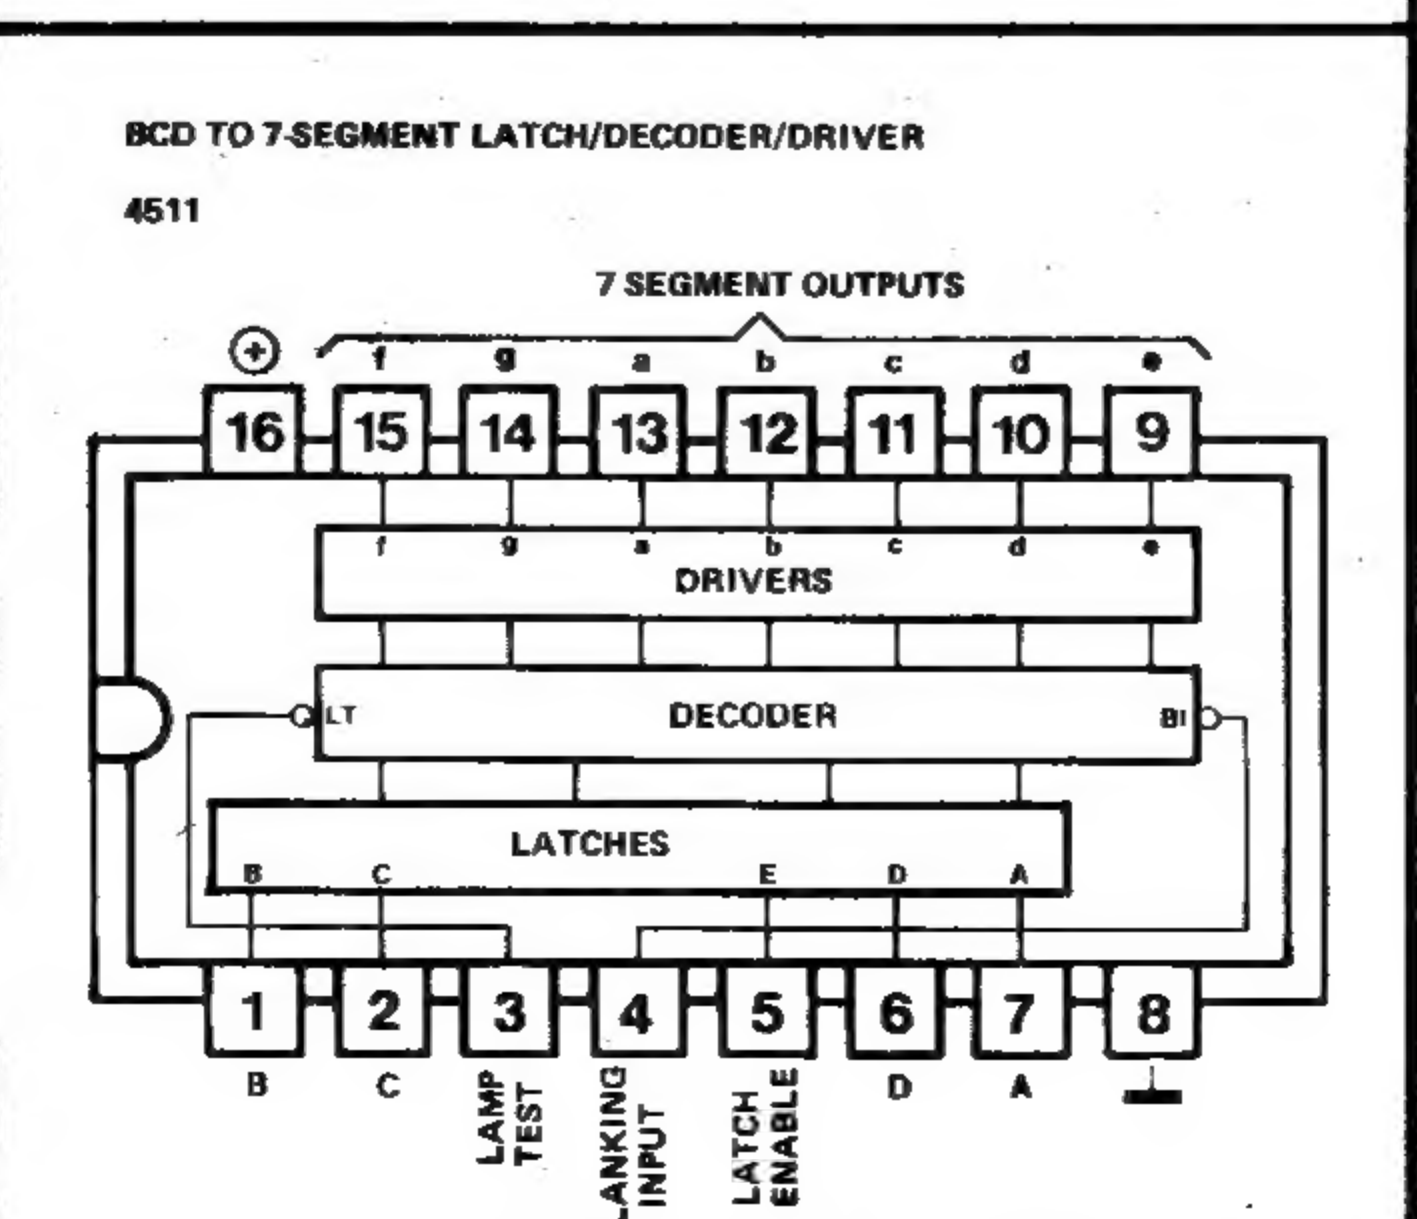 BCD TO 7-SEGMENT LATCH/DECODER/DRIVER
4511
7 SEGMENT OUTPUTS
+ f g a b c d e
16 15 14 13 12 11 10 9
f g a b c d e
DRIVERS
LT DECODER BI
LATCHES
B C E D A
1 2 3 4 5 6 7 8
B C LAMP TEST LANKING INPUT LATCH ENABLE D A